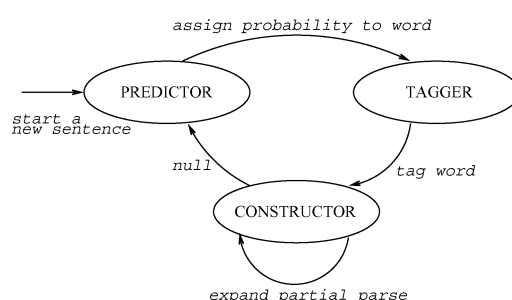 assign probability to word
PREDICTOR
TAGGER
start a
new sentence
null
tag word
CONSTRUCTOR
expand partial parse